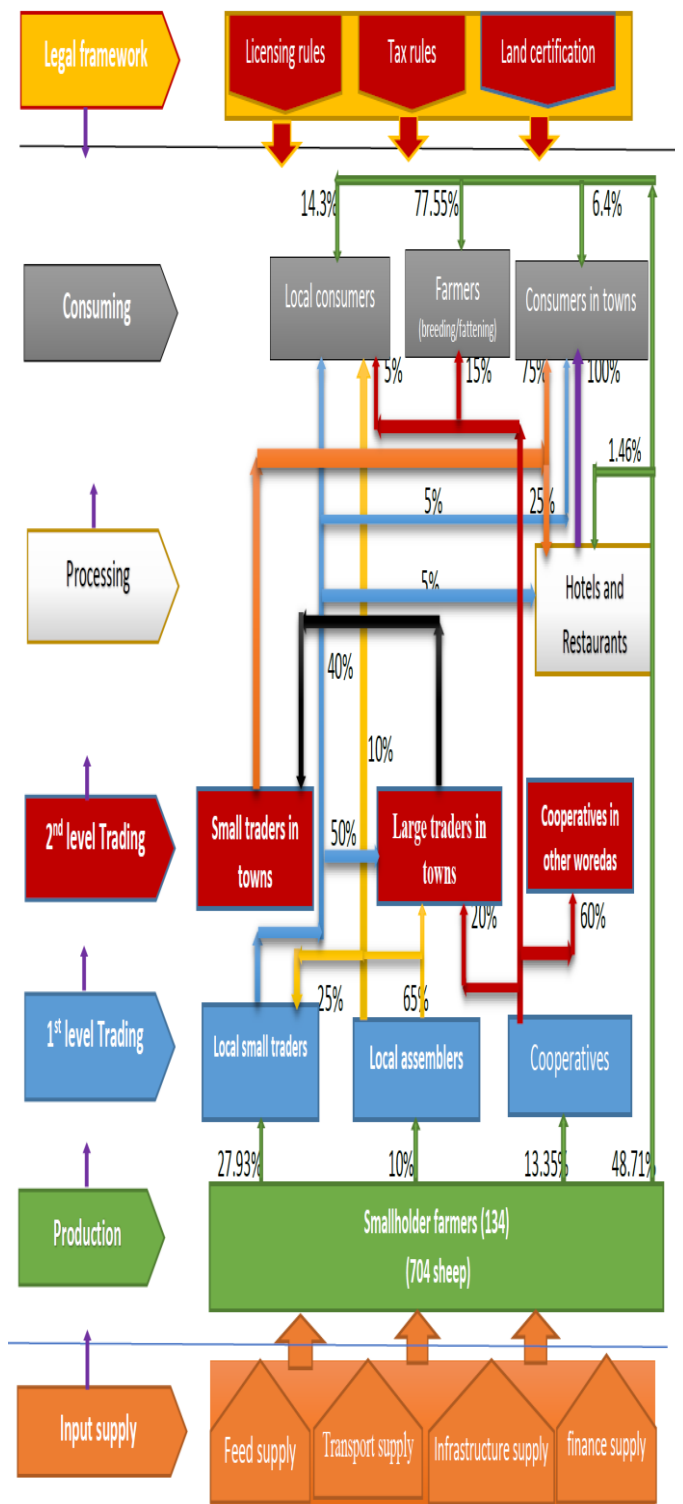 Legal framework
Licensing rules
Tax rules
Land certification
14.3%
77.55%
6.4%
Consuming
Local consumers
Farmers
(breeding/fattening)
Consumers in towns
5%
15%
75%
100%
1.46%
5%
25%
Processing
5%
Hotels and
Restaurants
40%
10%
2nd level Trading
Small traders in
towns
50%
Large traders in
towns
Cooperatives in
other woredas
20%
60%
1st level Trading
25%
65%
Local small traders
Local assemblers
Cooperatives
27.93%
10%
13.35%
48.71%
Production
Smallholder farmers (134)
(704 sheep)
Input supply
Feed supply
Transport supply
Infrastructure supply
finance supply